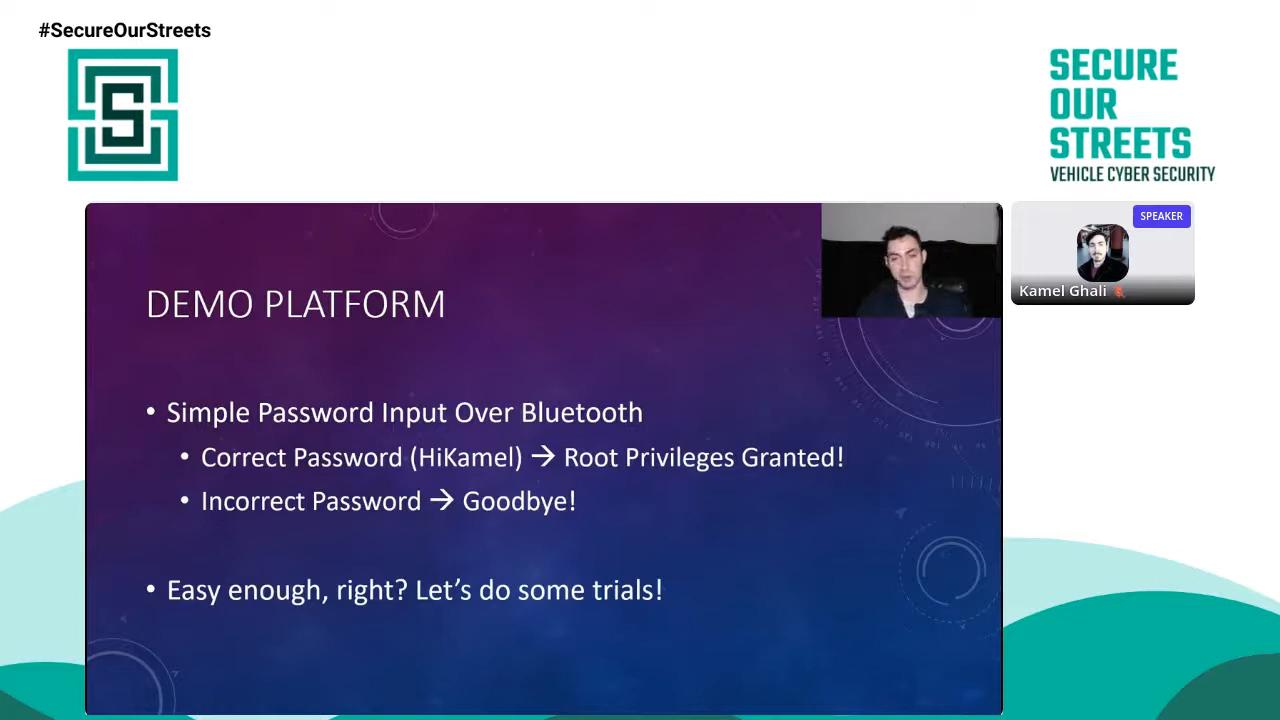 #SecureOurStreets
S
SECURE
OUR
STREETS
VEHICLE CYBER SECURITY
SPEAKER
Kamel Ghali
DEMO PLATFORM
• Simple Password Input Over Bluetooth
• Correct Password (HiKamel) → Root Privileges Granted!
• Incorrect Password → Goodbye!
• Easy enough, right? Let’s do some trials!